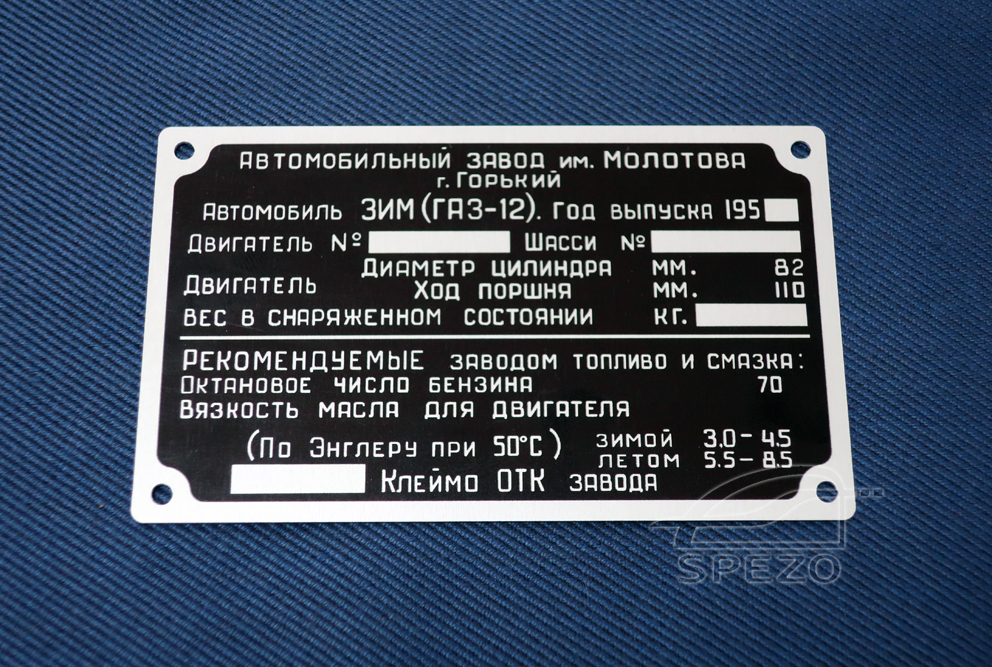 Автомобильный завод им. Молотова
г. Горький
Автомобиль ЗИМ (ГАЗ-12). Год выпуска 195
Двигатель № Шасси №
Двигатель Диаметр цилиндра мм. 82
Ход поршня мм. 110
Вес в снаряженном состоянии кг.
Рекомендуемые заводом топливо и смазка:
Октановое число бензина 70
Вязкость масла для двигателя
(По Энглеру при 50°С) зимой 3.0-4.5
летом 5.5-8.5
Клеймо ОТК завода
SPEZO